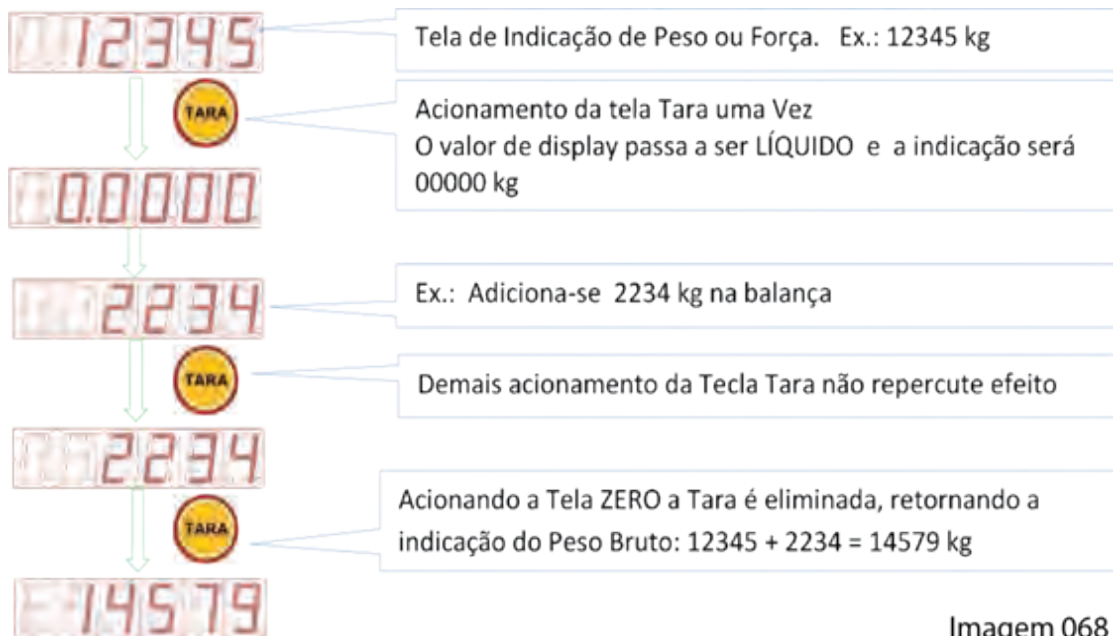 12345
Tela de Indicação de Peso ou Força. Ex.: 12345 kg
TARA
Acionamento da tela Tara uma Vez
O valor de display passa a ser LÍQUIDO e a indicação será
00000 kg
0.0000
2234
Ex.: Adiciona-se 2234 kg na balança
TARA
Demais acionamento da Tecla Tara não repercute efeito
2234
TARA
Acionando a Tela ZERO a Tara é eliminada, retornando a
indicação do Peso Bruto: 12345 + 2234 = 14579 kg
14579
Imagem 068